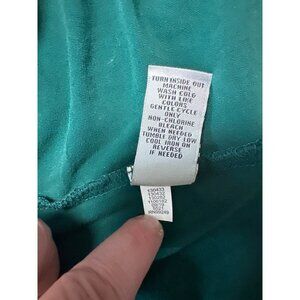 TURN INSIDE OUT
MACHINE
WASH COLD
WITH LIKE
COLORS
GENTLE CYCLE
ONLY
NON-CHLORINE
BLEACH
WHEN NEEDED
TUMBLE DRY LOW
COOL IRON ON
REVERSE
IF NEEDED